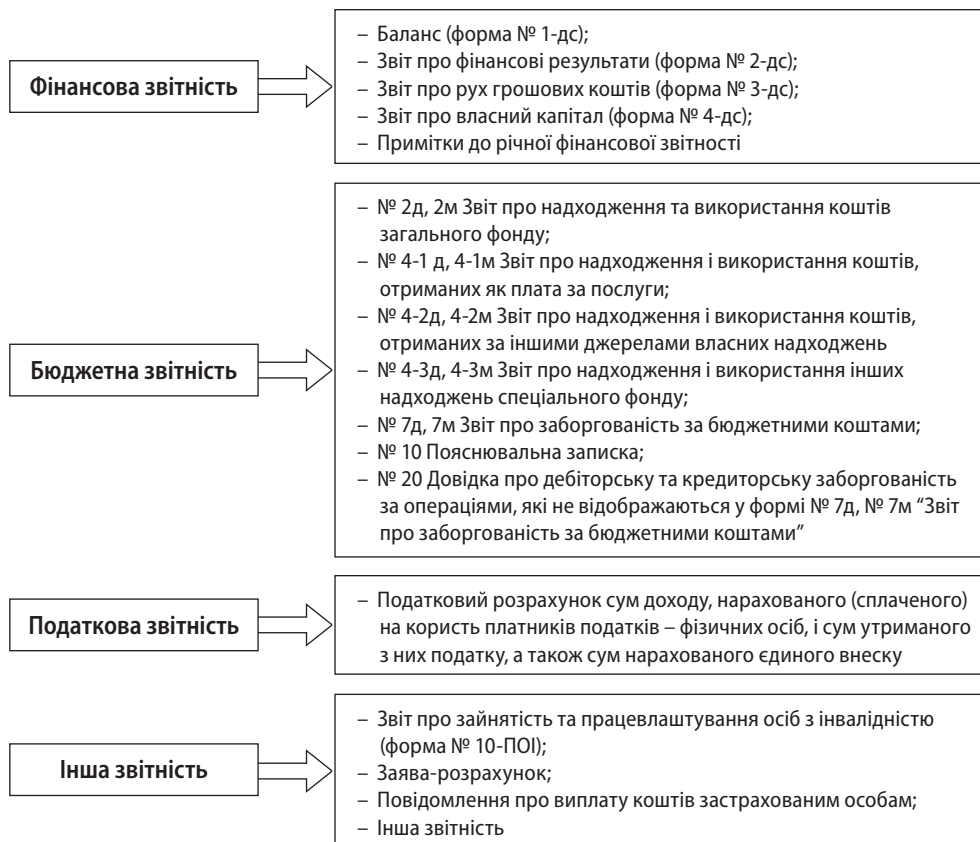 Фінансова звітність
– Баланс (форма № 1-дс);
– Звіт про фінансові результати (форма № 2-дс);
– Звіт про рух грошових коштів (форма № 3-дс);
– Звіт про власний капітал (форма № 4-дс);
– Примітки до річної фінансової звітності
Бюджетна звітність
– № 2д, 2м Звіт про надходження та використання коштів
загального фонду;
– № 4-1 д, 4-1м Звіт про надходження і використання коштів,
отриманих як плата за послуги;
– № 4-2д, 4-2м Звіт про надходження і використання коштів,
отриманих за іншими джерелами власних надходжень
– № 4-3д, 4-3м Звіт про надходження і використання інших
надходжень спеціального фонду;
– № 7д, 7м Звіт про заборгованість за бюджетними коштами;
– № 10 Пояснювальна записка;
– № 20 Довідка про дебіторську та кредиторську заборгованість
за операціями, які не відображаються у формі № 7д, № 7м “Звіт
про заборгованість за бюджетними коштами”
Податкова звітність
– Податковий розрахунок сум доходу, нарахованого (сплаченого)
на користь платників податків – фізичних осіб, і сум утриманого
з них податку, а також сум нарахованого єдиного внеску
Інша звітність
– Звіт про зайнятість та працевлаштування осіб з інвалідністю
(форма № 10-ПОІ);
– Заява-розрахунок;
– Повідомлення про виплату коштів застрахованим особам;
– Інша звітність